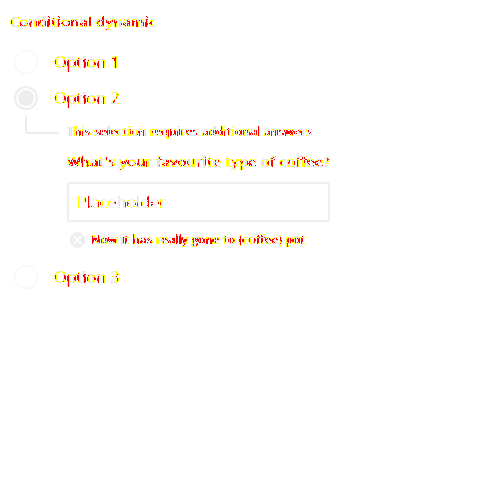 Conditional dynamic
Option 1
Option 2
This selection requires additional answers
What's your favourite type of coffee?
Placeholder
Now it has really gone to (coffee) pot
Option 3